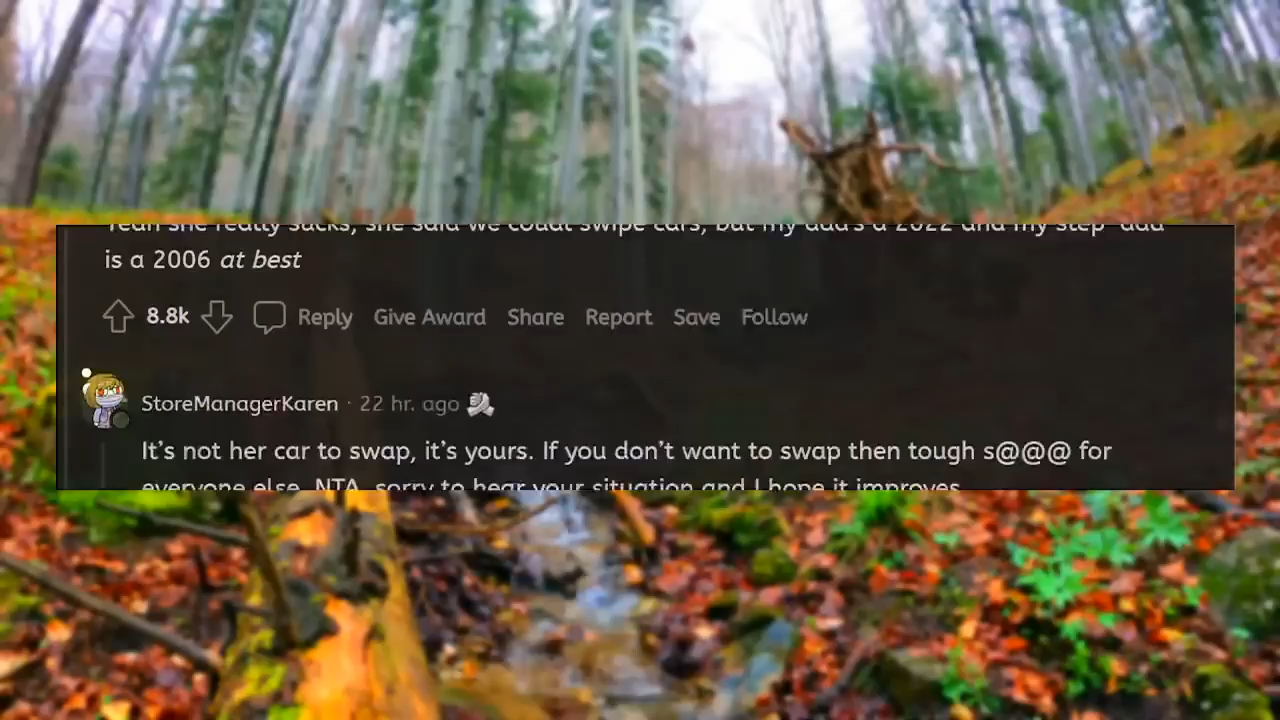 Yeah she really sucks, she said we could swipe cars, but my dad's a 2022 and my step-dad
is a 2006 at best
8.8k Reply Give Award Share Report Save Follow
StoreManagerKaren · 22 hr. ago
It's not her car to swap, it's yours. If you don't want to swap then tough s@@@ for
everyone else. NTA, sorry to hear your situation and I hope it improves.